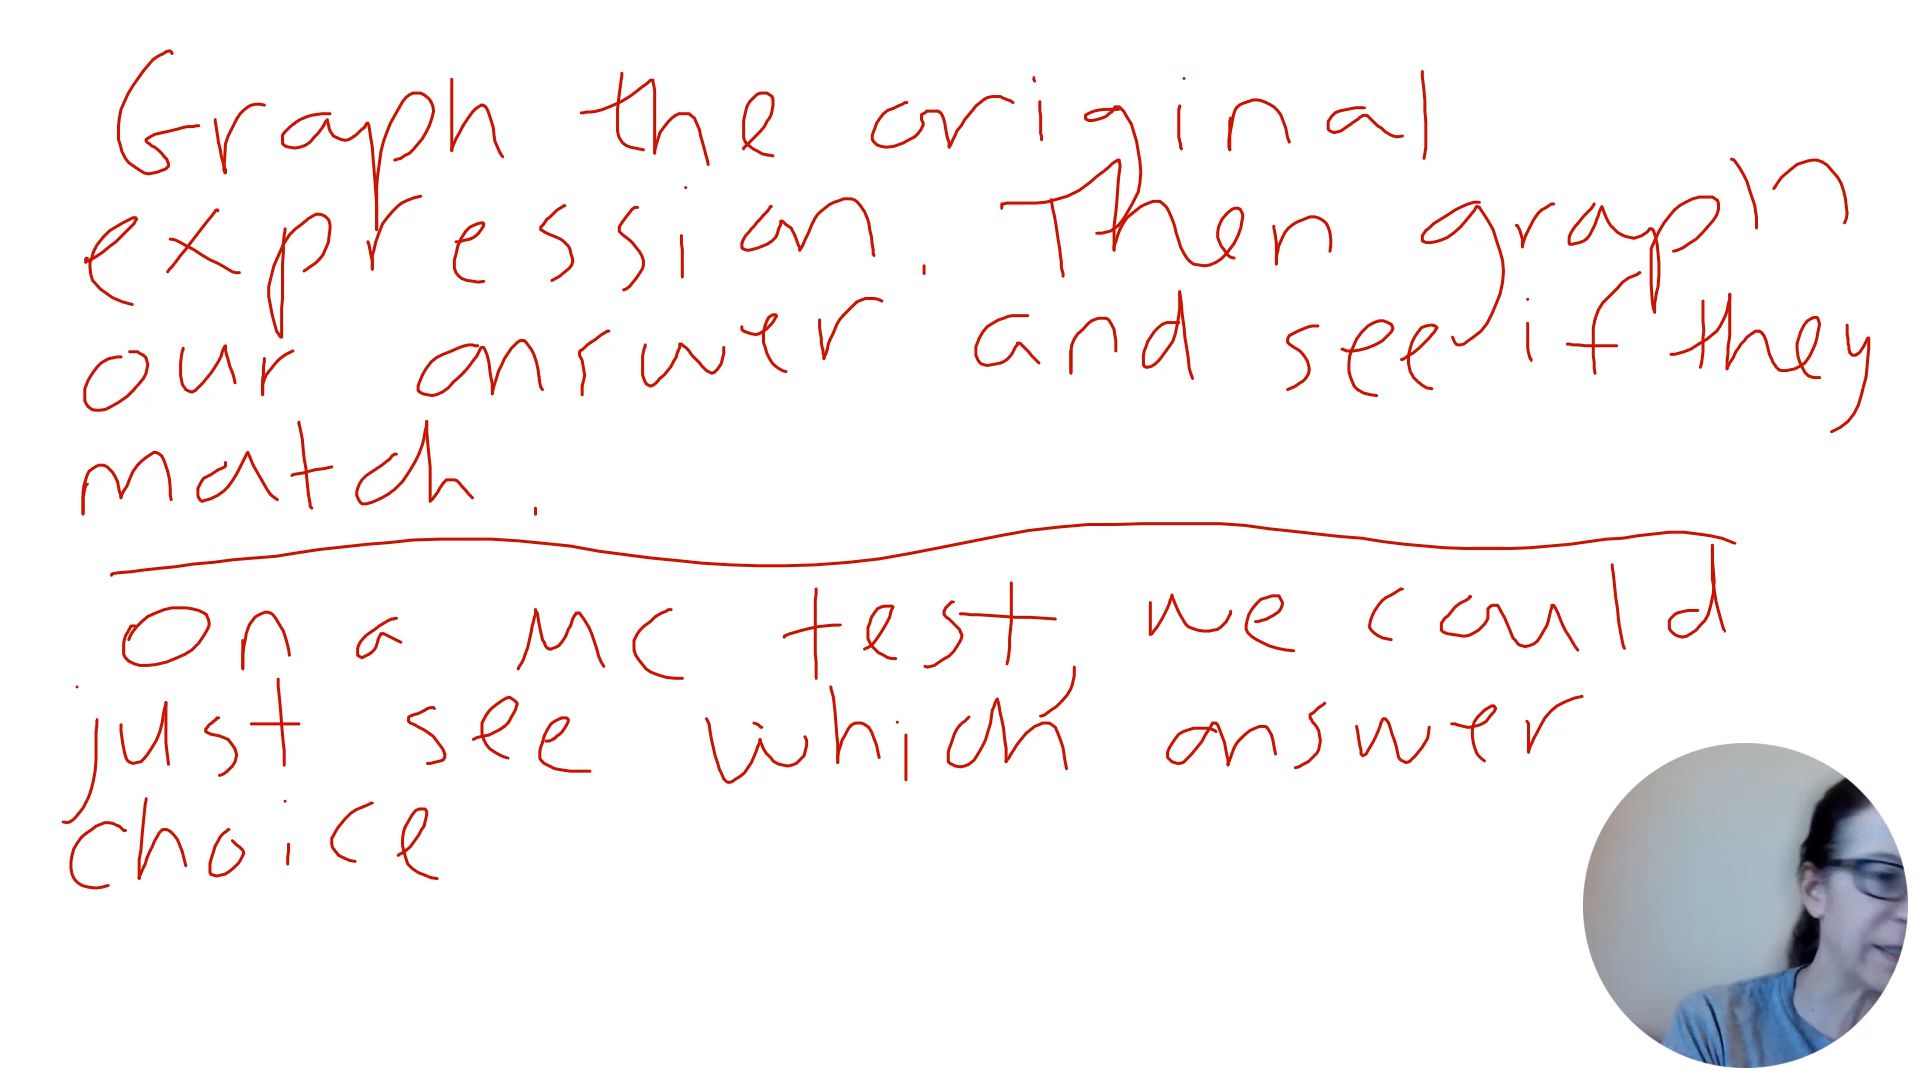 Graph the original
expression. Then graph
our answer and see if they
match.
On a MC test, we could
just see which answer
choice